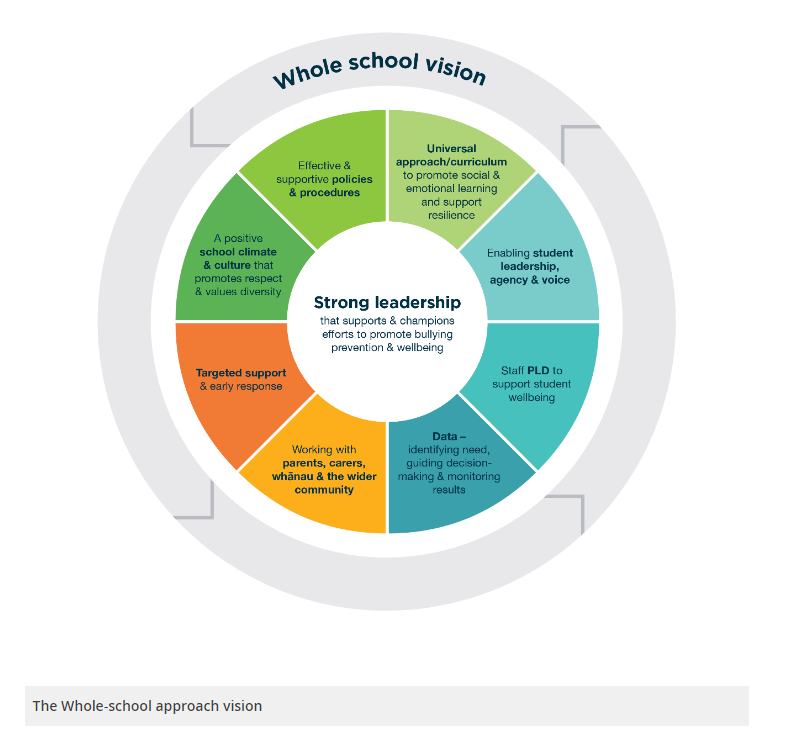 Whole school vision
Effective &
supportive policies
& procedures
Universal
approach/curriculum
to promote social &
emotional learning
and support
resilience
A positive
school climate
& culture that
promotes respect
& values diversity
Enabling student
leadership,
agency & voice
Strong leadership
that supports & champions
efforts to promote bullying
prevention & wellbeing
Targeted support
& early response
Staff PLD to
support student
wellbeing
Working with
parents, carers,
whānau & the wider
community
Data –
identifying need,
guiding decision-
making & monitoring
results
The Whole-school approach vision